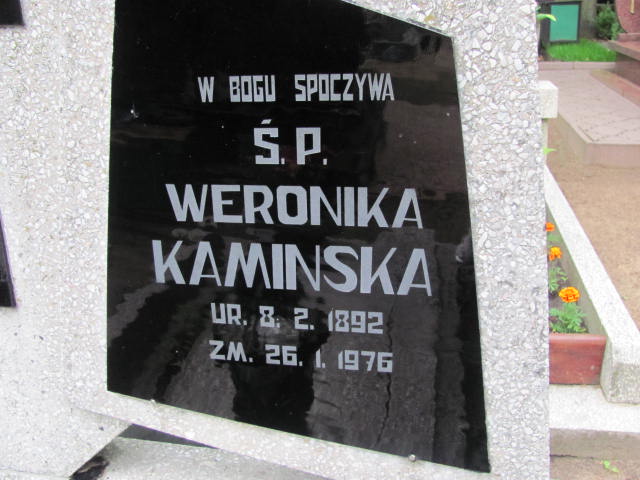 W BOGU SPOCZYWA
Ś.P.
WERONIKA
KAMINSKA
UR. 8. 2. 1892
ZM. 26. 1. 1976